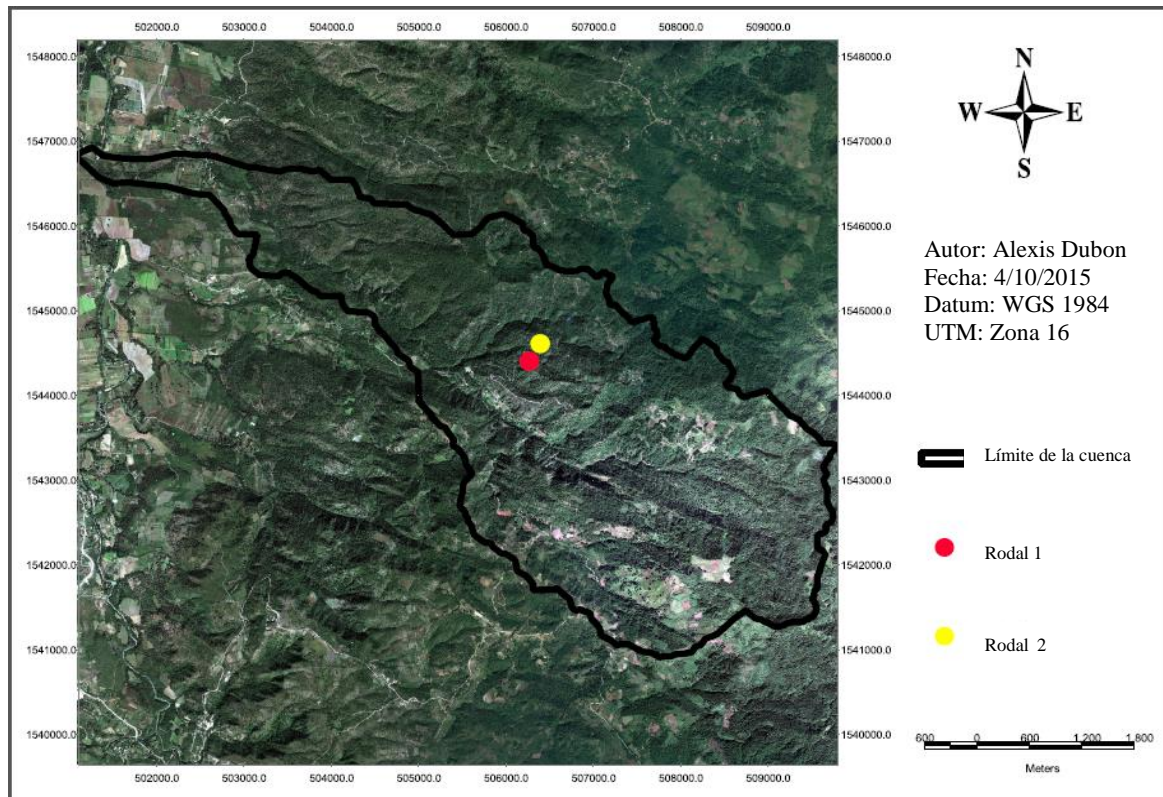 502000.0 503000.0 504000.0 505000.0 506000.0 507000.0 508000.0 509000.0
1548000.0 1548000.0
1547000.0 1547000.0
1546000.0 1546000.0
1545000.0 1545000.0
1544000.0 1544000.0
1543000.0 1543000.0
1542000.0 1542000.0
1541000.0 1541000.0
1540000.0 1540000.0
502000.0 503000.0 504000.0 505000.0 506000.0 507000.0 508000.0 509000.0
N
W E
S
Autor: Alexis Dubon
Fecha: 4/10/2015
Datum: WGS 1984
UTM: Zona 16
Límite de la cuenca
Rodal 1
Rodal 2
600 0 600 1,200 1,800
Meters